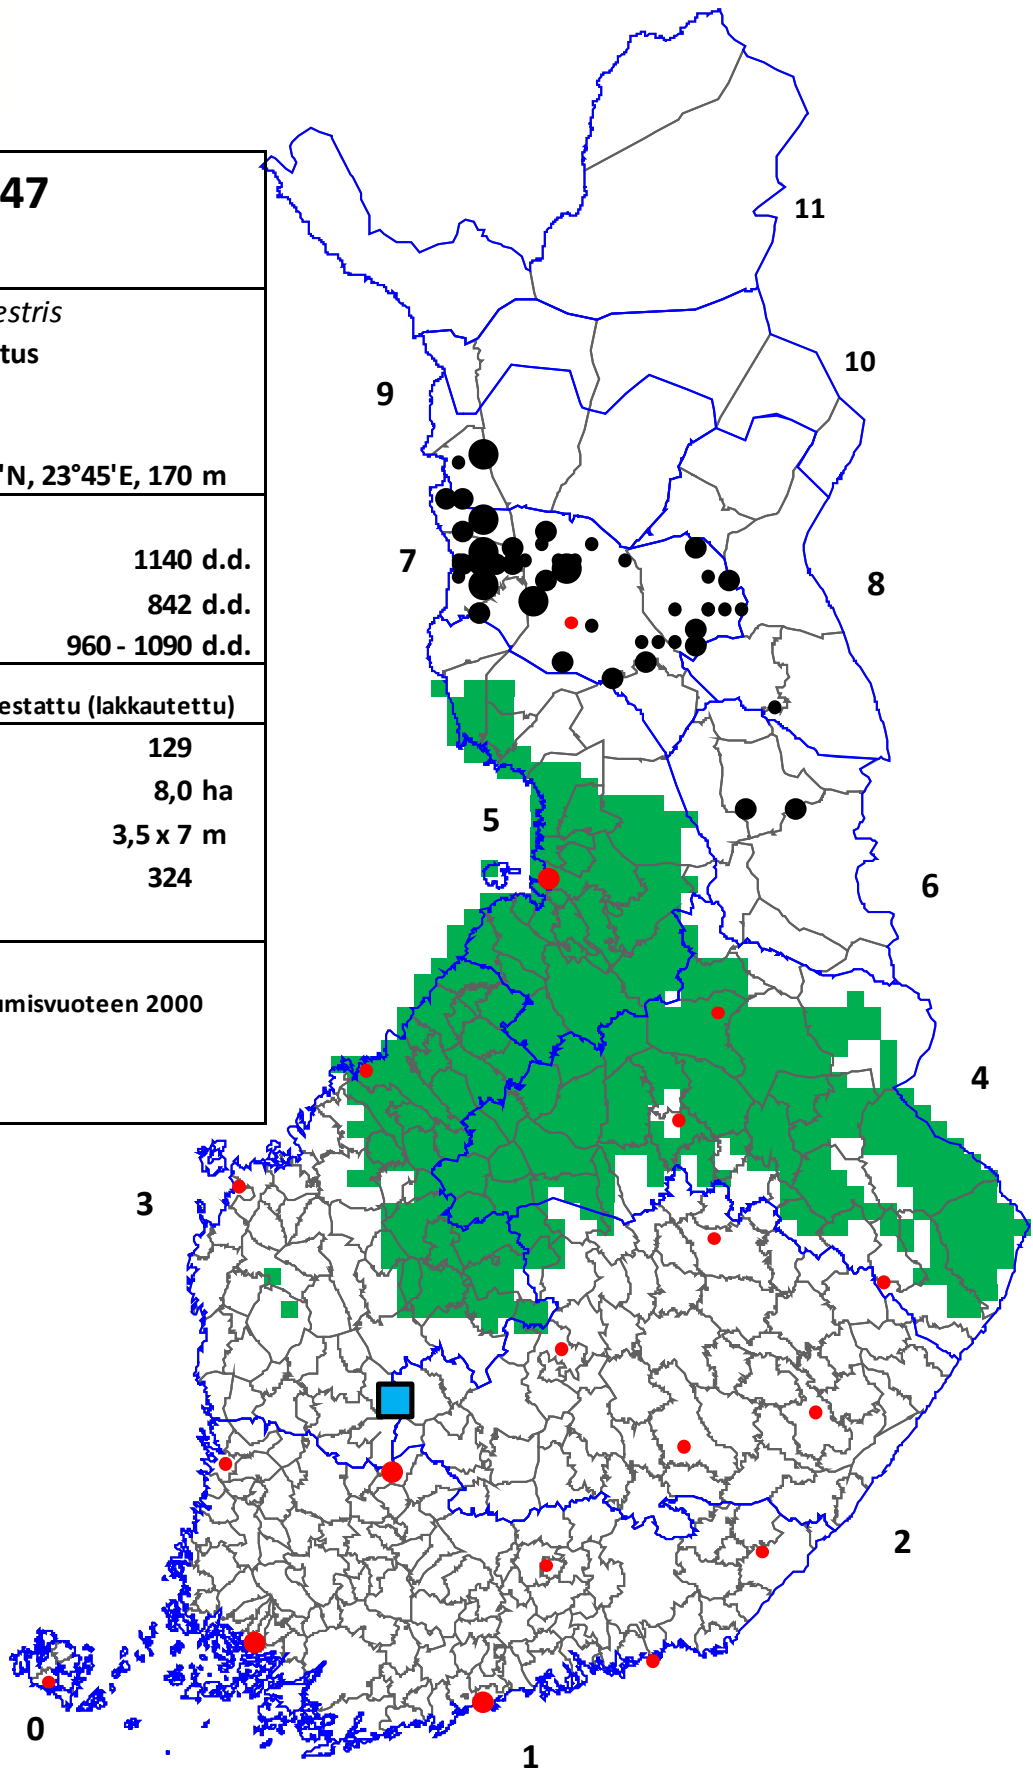 47
estris
tus
'N, 23°45'E, 170 m
1140 d.d.
842 d.d.
960 - 1090 d.d.
estattu (lakkautettu)
129
8,0 ha
3,5 x 7 m
324
umisvuoteen 2000
11
10
9
7
8
5
6
4
3
2
0
1